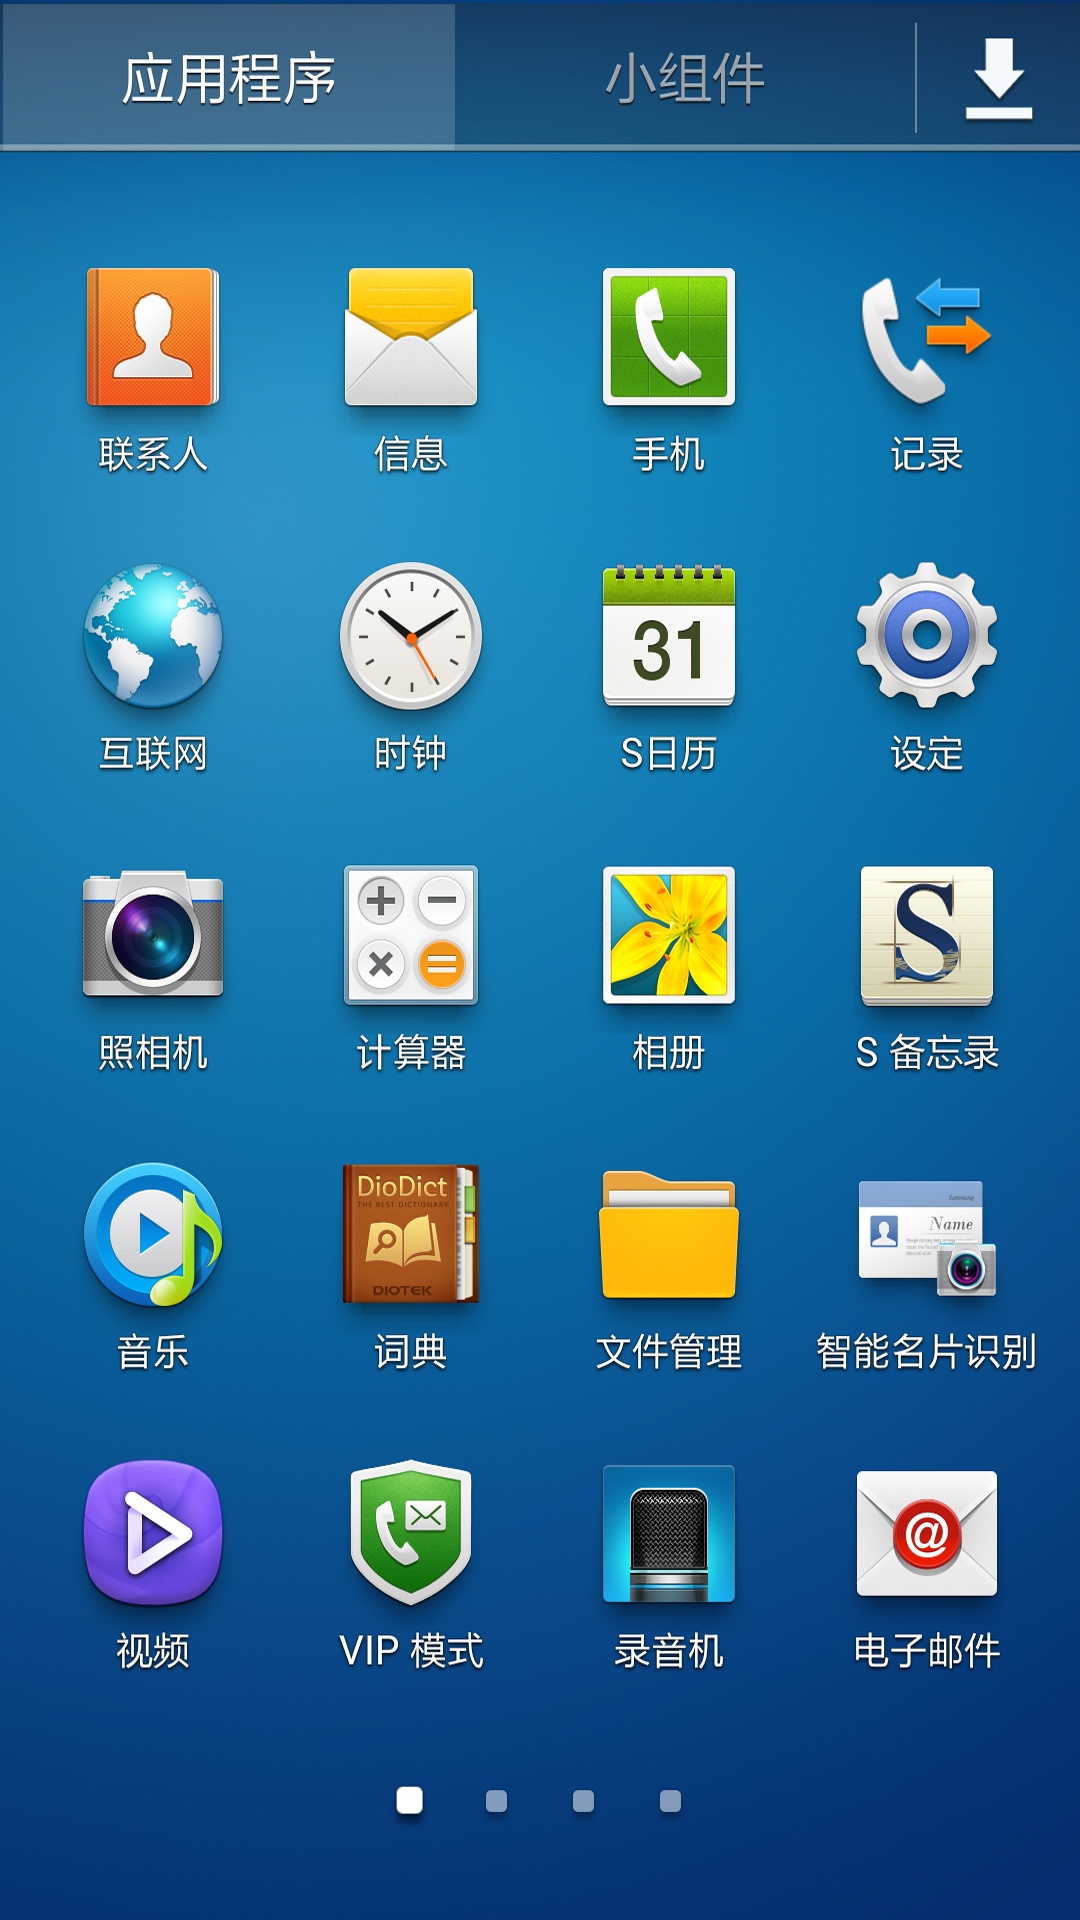 应用程序 小组件
联系人 信息 手机 记录
31
互联网 时钟 S日历 设定
S
照相机 计算器 相册 S 备忘录
DioDict
THE BEST DICTIONARY
Samsung
Name
DIOTEK
音乐 词典 文件管理 智能名片识别
@
视频 VIP 模式 录音机 电子邮件